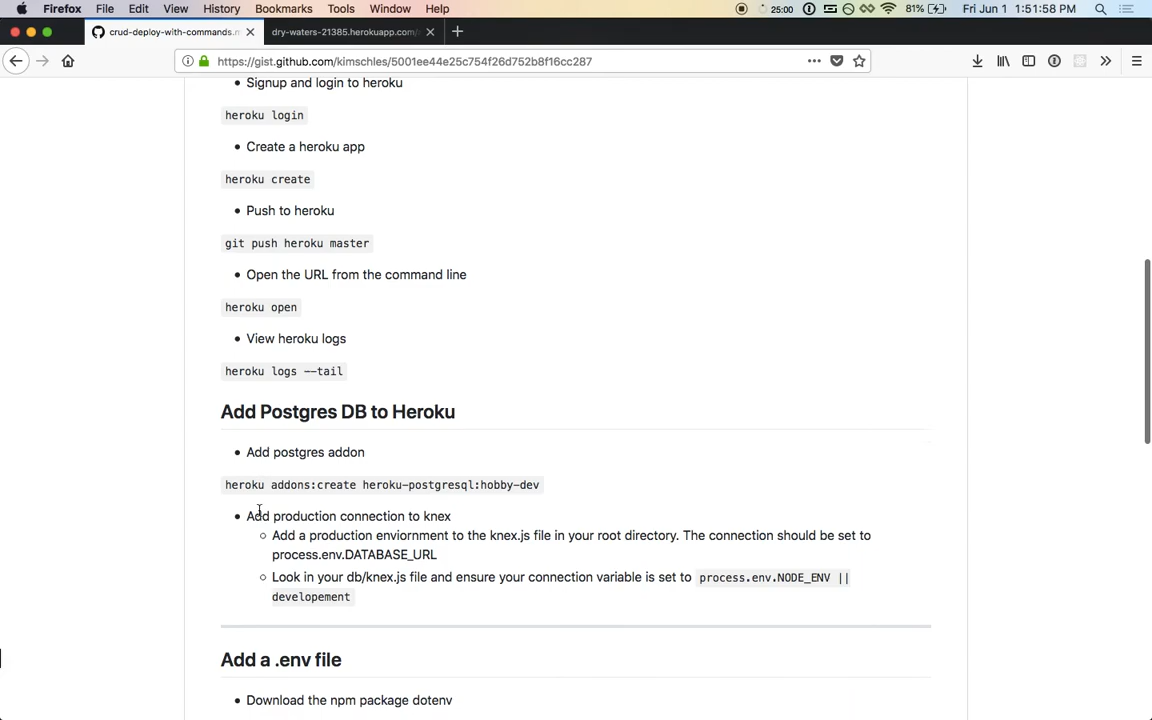 Firefox File Edit View History Bookmarks Tools Window Help 25:00 81% Fri Jun 1 1:51:58 PM
crud-deploy-with-commands.m dry-waters-21385.herokuapp.com/
https://gist.github.com/kimschles/5001ee44e25c754f26d752b8f16cc287
• Signup and login to heroku
heroku login
• Create a heroku app
heroku create
• Push to heroku
git push heroku master
• Open the URL from the command line
heroku open
• View heroku logs
heroku logs --tail
Add Postgres DB to Heroku
• Add postgres addon
heroku addons:create heroku-postgresql:hobby-dev
• Add production connection to knex
○ Add a production enviornment to the knex.js file in your root directory. The connection should be set to
process.env.DATABASE_URL
○ Look in your db/knex.js file and ensure your connection variable is set to process.env.NODE_ENV ||
developement
Add a .env file
• Download the npm package dotenv